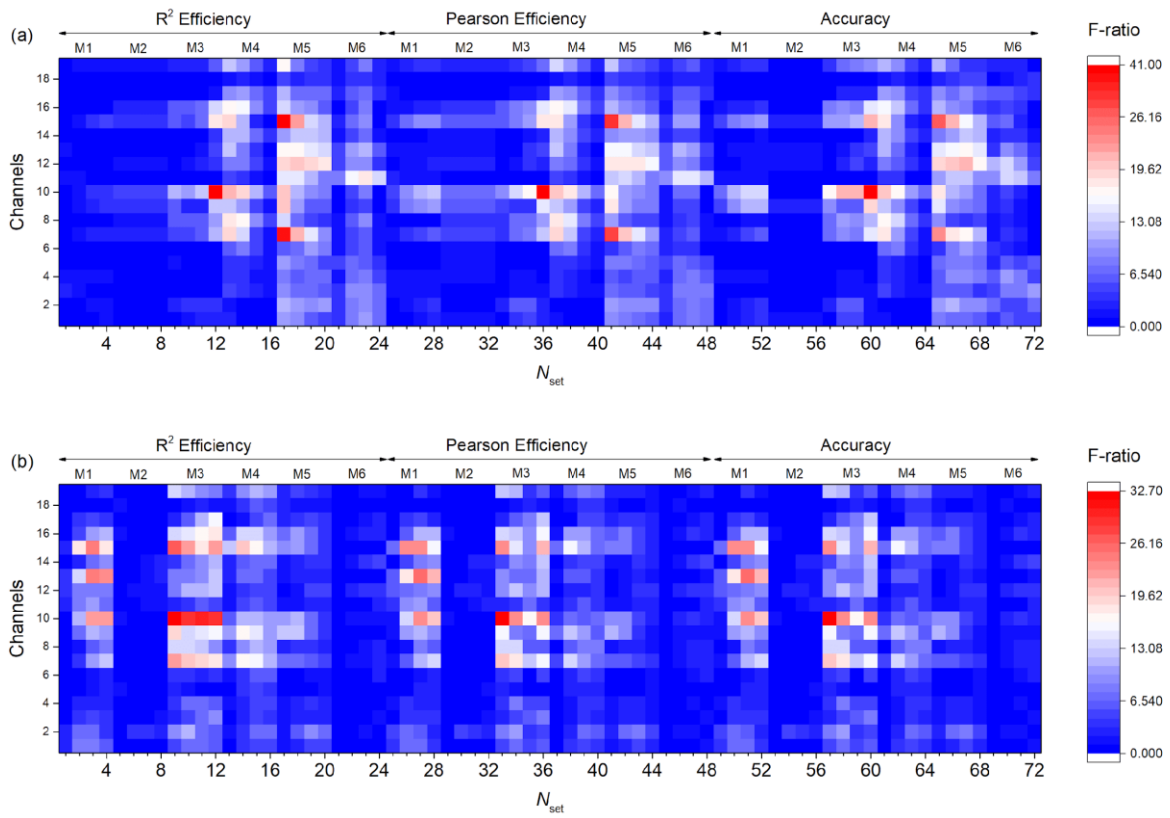 R² Efficiency Pearson Efficiency Accuracy
(a) M1 M2 M3 M4 M5 M6 M1 M2 M3 M4 M5 M6 M1 M2 M3 M4 M5 M6
F-ratio
41.00
26.16
19.62
13.08
6.540
0.000
Channels
18
16
14
12
10
8
6
4
2
4 8 12 16 20 24 28 32 36 40 44 48 52 56 60 64 68 72
Nset
R² Efficiency Pearson Efficiency Accuracy
(b) M1 M2 M3 M4 M5 M6 M1 M2 M3 M4 M5 M6 M1 M2 M3 M4 M5 M6
F-ratio
32.70
26.16
19.62
13.08
6.540
0.000
Channels
18
16
14
12
10
8
6
4
2
4 8 12 16 20 24 28 32 36 40 44 48 52 56 60 64 68 72
Nset